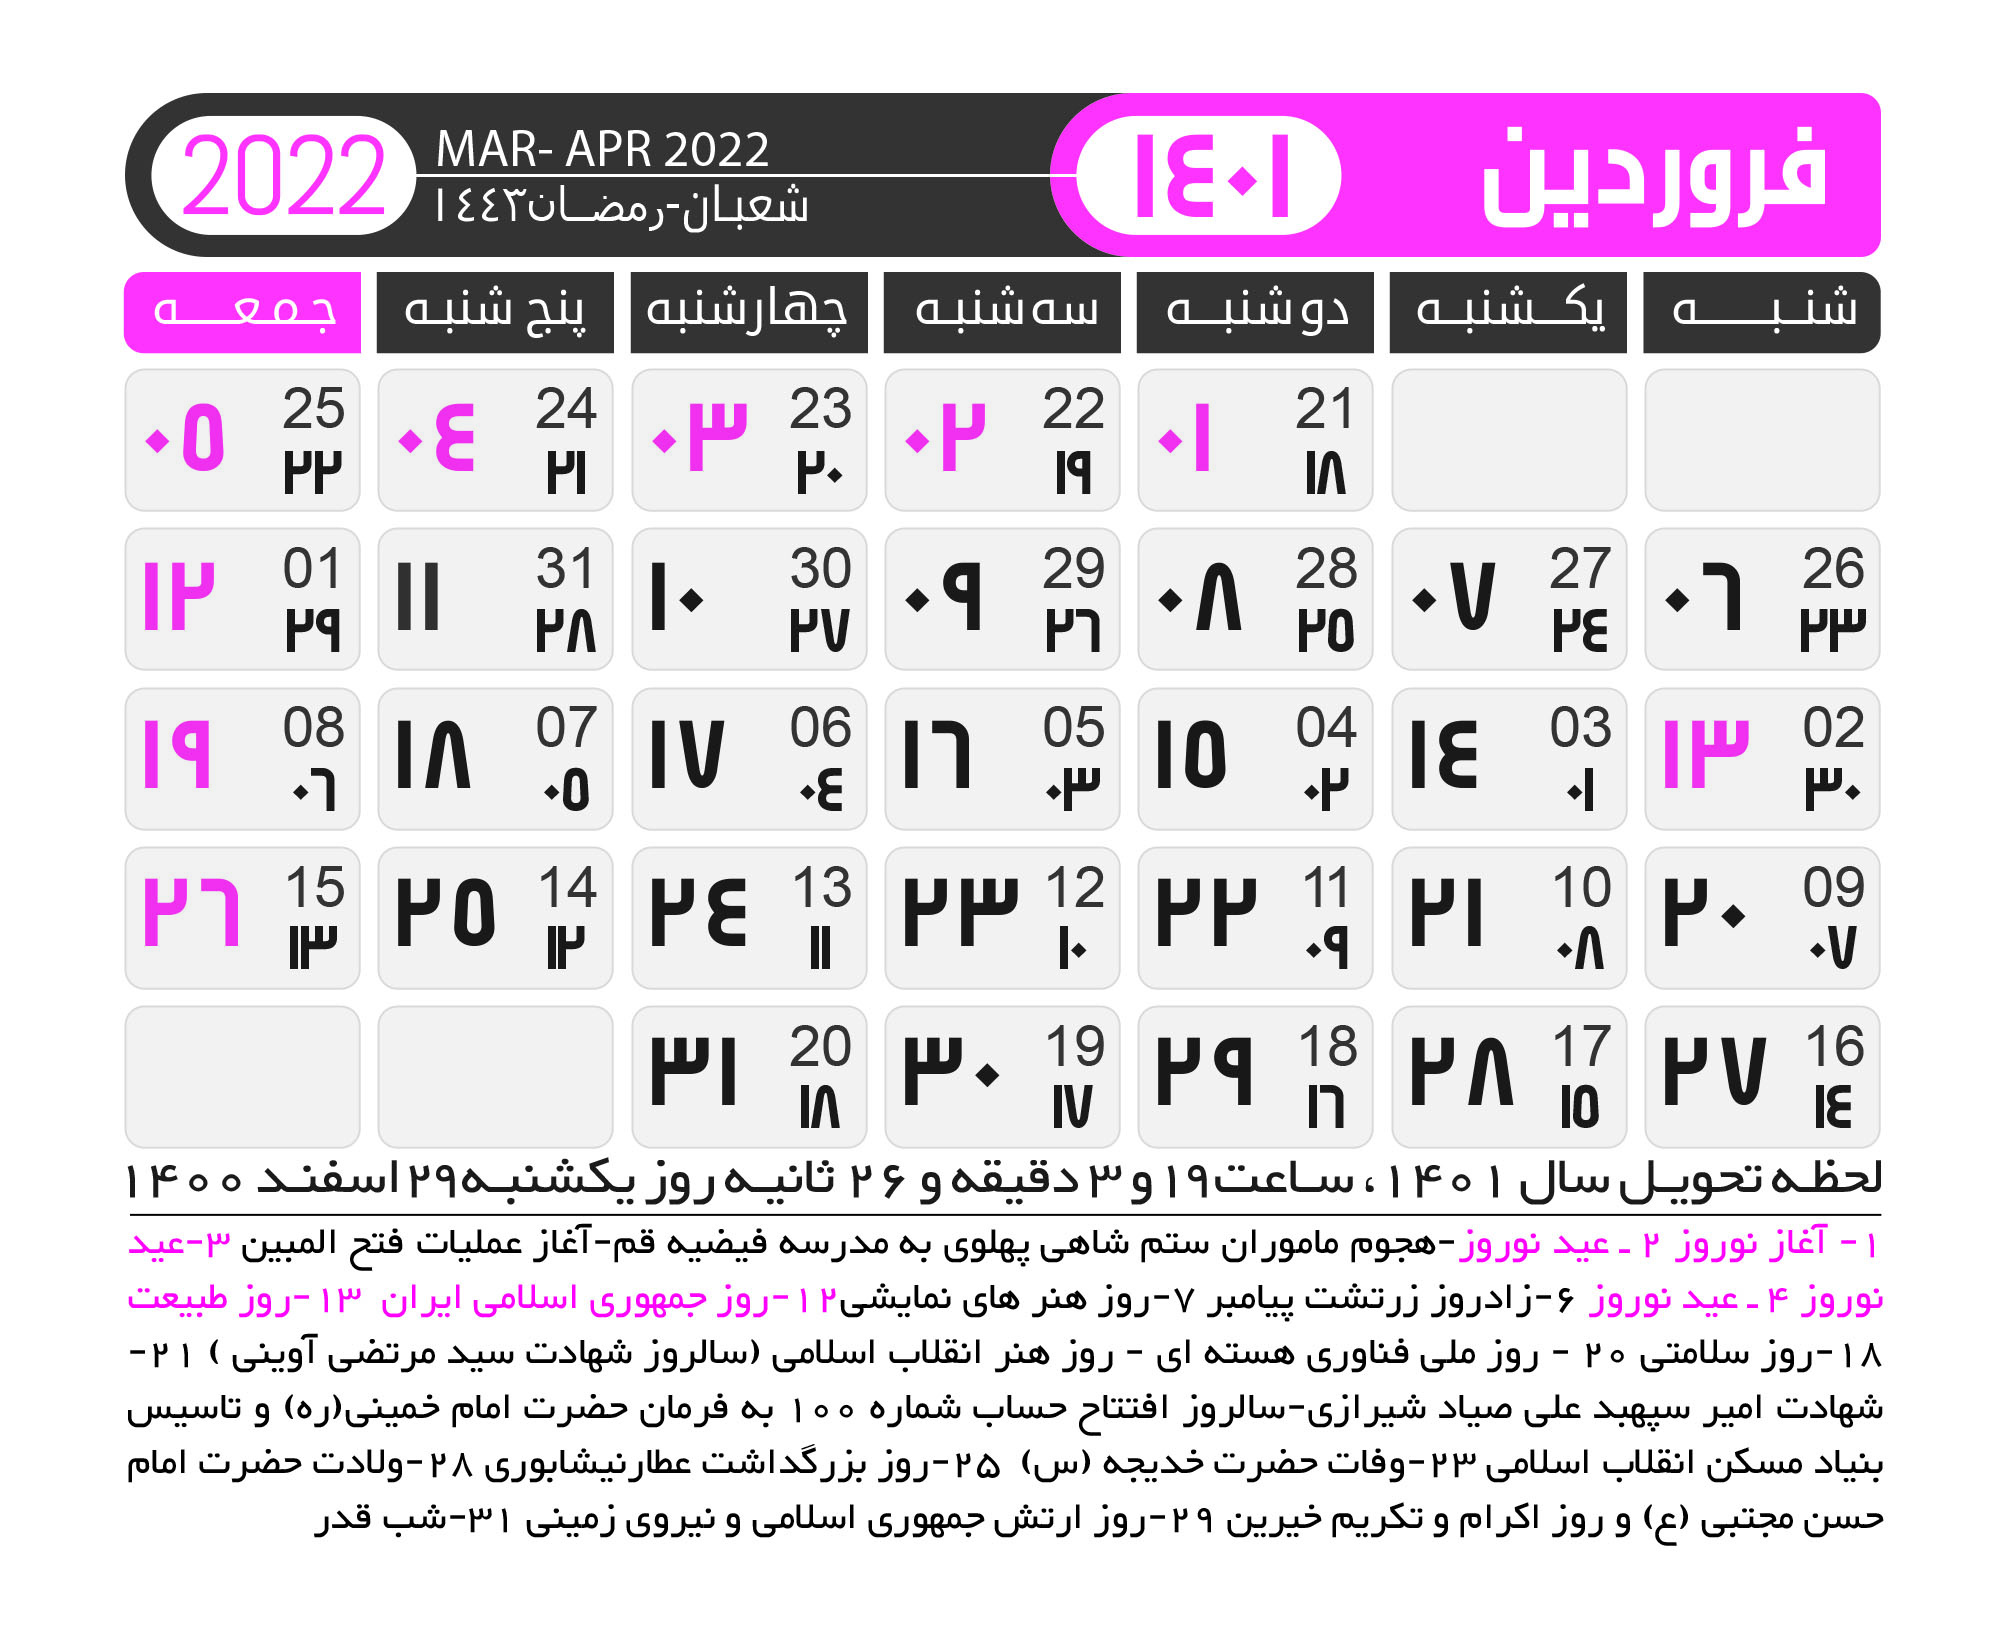 فروردین ۱۴۰۱ MAR- APR 2022 2022
شعبان-رمضان۱۴۴۳
شنبه یکشنبه دوشنبه سه شنبه چهارشنبه پنج شنبه جمعه
21 22 23 24 25
۰۱ ۰۲ ۰۳ ۰۴ ۰۵
۱۸ ۱۹ ۲۰ ۲۱ ۲۲
26 27 28 29 30 31 01
۰۶ ۰۷ ۰۸ ۰۹ ۱۰ ۱۱ ۱۲
۲۳ ۲۴ ۲۵ ۲۶ ۲۷ ۲۸ ۲۹
02 03 04 05 06 07 08
۱۳ ۱۴ ۱۵ ۱۶ ۱۷ ۱۸ ۱۹
۳۰ ۰۱ ۰۲ ۰۳ ۰۴ ۰۵ ۰۶
09 10 11 12 13 14 15
۲۰ ۲۱ ۲۲ ۲۳ ۲۴ ۲۵ ۲۶
۰۷ ۰۸ ۰۹ ۱۰ ۱۱ ۱۲ ۱۳
16 17 18 19 20
۲۷ ۲۸ ۲۹ ۳۰ ۳۱
۱۴ ۱۵ ۱۶ ۱۷ ۱۸
لحظه تحویل سال ۱۴۰۱، ساعت۱۹ و ۳ دقیقه و ۲۶ ثانیه روز یکشنبه۲۹ اسفند ۱۴۰۰
۱- آغاز نوروز ۲ ـ عید نوروز-هجوم ماموران ستم شاهی پهلوی به مدرسه فیضیه قم-آغاز عملیات فتح المبین ۳-عید
نوروز ۴ ـ عید نوروز ۶-زادروز زرتشت پیامبر ۷-روز هنر های نمایشی۱۲-روز جمهوری اسلامی ایران ۱۳-روز طبیعت
۱۸-روز سلامتی ۲۰ - روز ملی فناوری هسته ای - روز هنر انقلاب اسلامی (سالروز شهادت سید مرتضی آوینی ) ۲۱-
شهادت امیر سپهبد علی صیاد شیرازی-سالروز افتتاح حساب شماره ۱۰۰ به فرمان حضرت امام خمینی(ره) و تاسیس
بنیاد مسکن انقلاب اسلامی ۲۳-وفات حضرت خدیجه (س) ۲۵-روز بزرگداشت عطارنیشابوری ۲۸-ولادت حضرت امام
حسن مجتبی (ع) و روز اکرام و تکریم خیرین ۲۹-روز ارتش جمهوری اسلامی و نیروی زمینی ۳۱-شب قدر